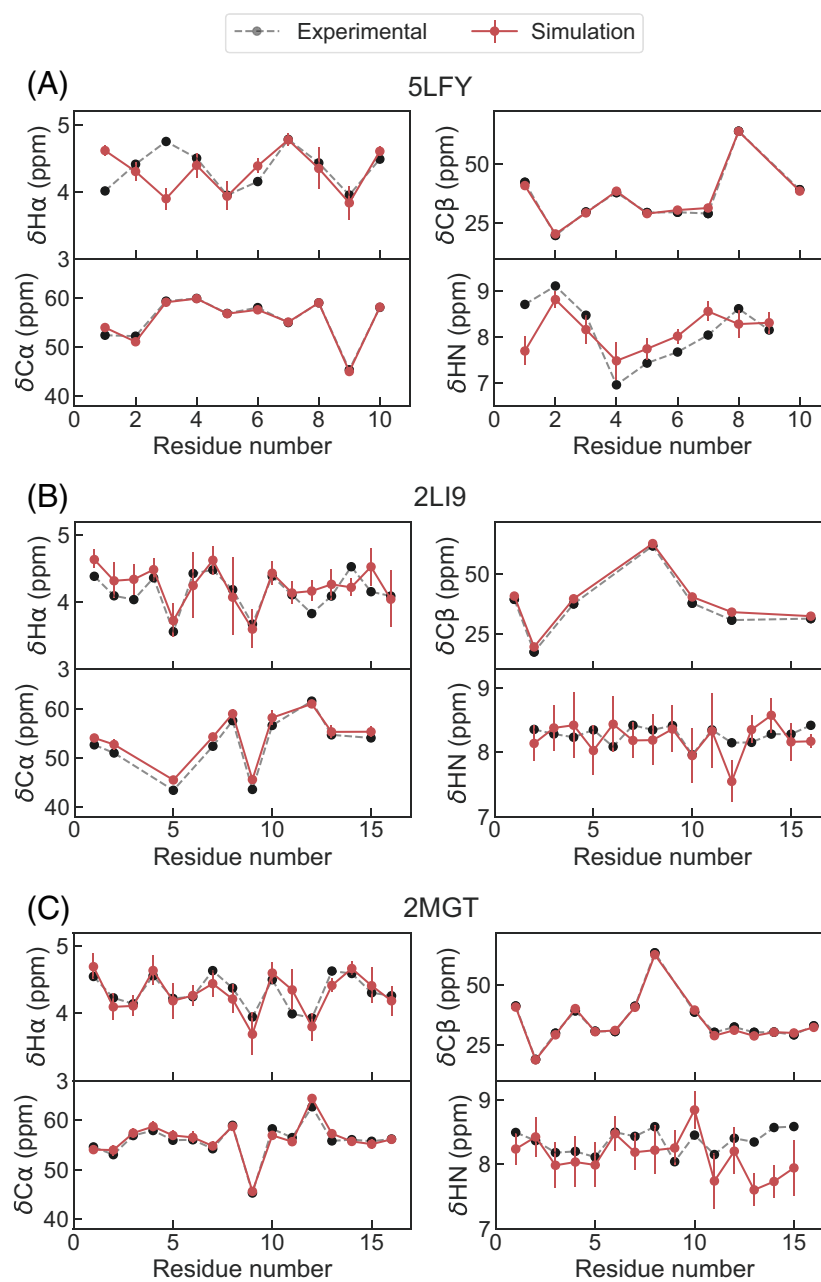 Experimental Simulation
(A) 5LFY
5
4
3
δHα (ppm)
50
25
δCβ (ppm)
60
50
40
δCα (ppm)
0 2 4 6 8 10
Residue number
9
8
7
δHN (ppm)
0 2 4 6 8 10
Residue number
(B) 2LI9
5
4
3
δHα (ppm)
50
25
δCβ (ppm)
60
50
40
δCα (ppm)
0 5 10 15
Residue number
9
8
7
δHN (ppm)
0 5 10 15
Residue number
(C) 2MGT
5
4
3
δHα (ppm)
50
25
δCβ (ppm)
60
50
40
δCα (ppm)
0 5 10 15
Residue number
9
8
7
δHN (ppm)
0 5 10 15
Residue number